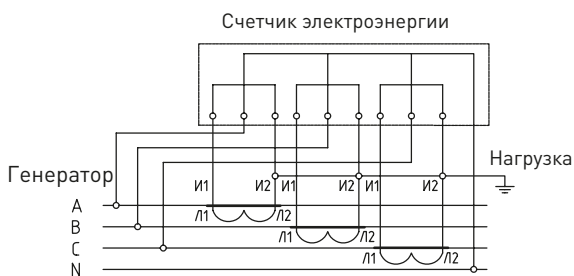 Счетчик электроэнергии
Генератор
Нагрузка
И1 И2 И1 И2 И1 И2
A
Л1 Л2
B
Л1 Л2
C
Л1 Л2
N